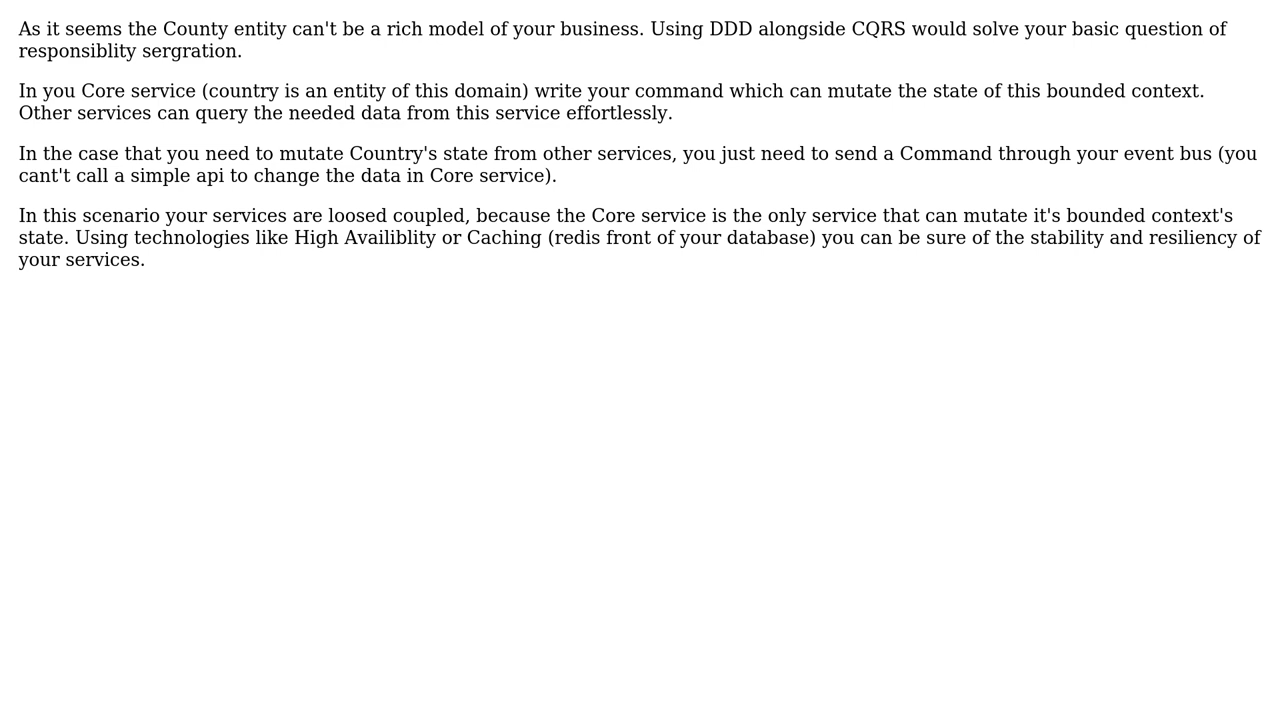 As it seems the County entity can't be a rich model of your business. Using DDD alongside CQRS would solve your basic question of
responsiblity sergration.
In you Core service (country is an entity of this domain) write your command which can mutate the state of this bounded context.
Other services can query the needed data from this service effortlessly.
In the case that you need to mutate Country's state from other services, you just need to send a Command through your event bus (you
cant't call a simple api to change the data in Core service).
In this scenario your services are loosed coupled, because the Core service is the only service that can mutate it's bounded context's
state. Using technologies like High Availiblity or Caching (redis front of your database) you can be sure of the stability and resiliency of
your services.